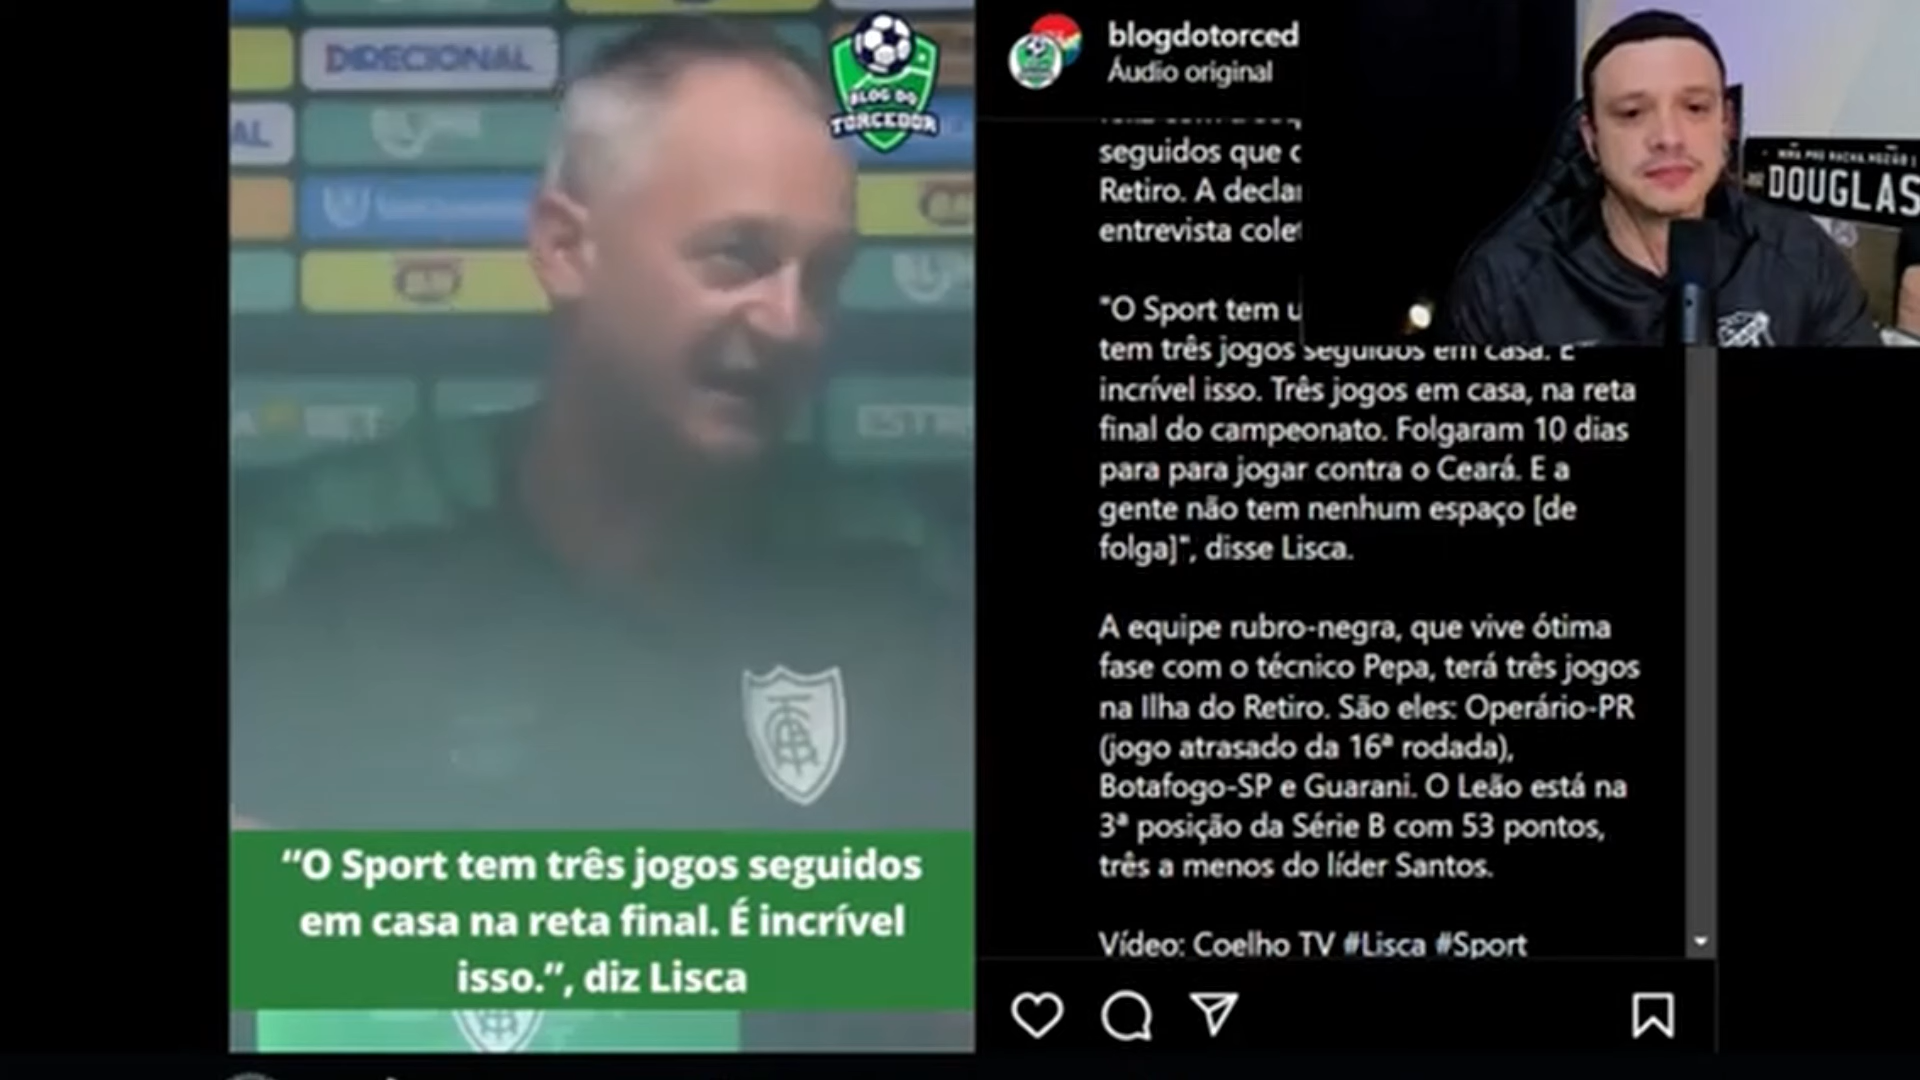 DIRECIONAL
AL
BLOG DO
TORCEDOR
BET
ESTR
“O Sport tem três jogos seguidos
em casa na reta final. É incrível
isso.”, diz Lisca
blogdotorced
Áudio original
seguidos que
Retiro. A declar
entrevista cole
"O Sport tem u
tem três jogos seguidos em casa. É
incrível isso. Três jogos em casa, na reta
final do campeonato. Folgaram 10 dias
para para jogar contra o Ceará. E a
gente não tem nenhum espaço [de
folga]", disse Lisca.
A equipe rubro-negra, que vive ótima
fase com o técnico Pepa, terá três jogos
na Ilha do Retiro. São eles: Operário-PR
(jogo atrasado da 16ª rodada),
Botafogo-SP e Guarani. O Leão está na
3ª posição da Série B com 53 pontos,
três a menos do líder Santos.
Vídeo: Coelho TV #Lisca #Sport
DOUGLAS